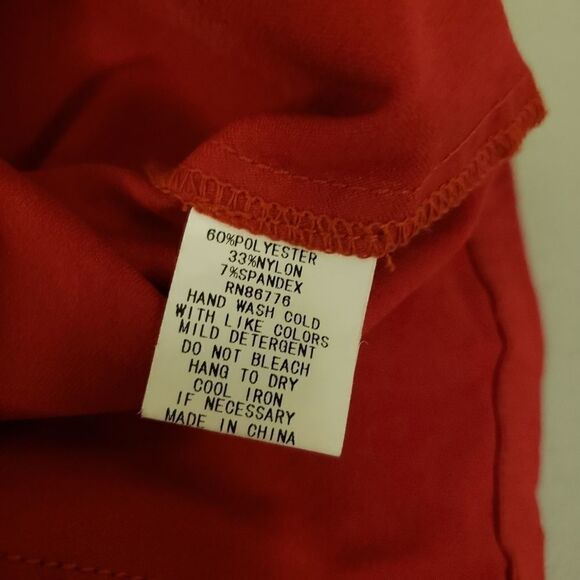 60%POLYESTER
33%NYLON
7%SPANDEX
RN86776
HAND WASH COLD
WITH LIKE COLORS
MILD DETERGENT
DO NOT BLEACH
HANG TO DRY
COOL IRON
IF NECESSARY
MADE IN CHINA